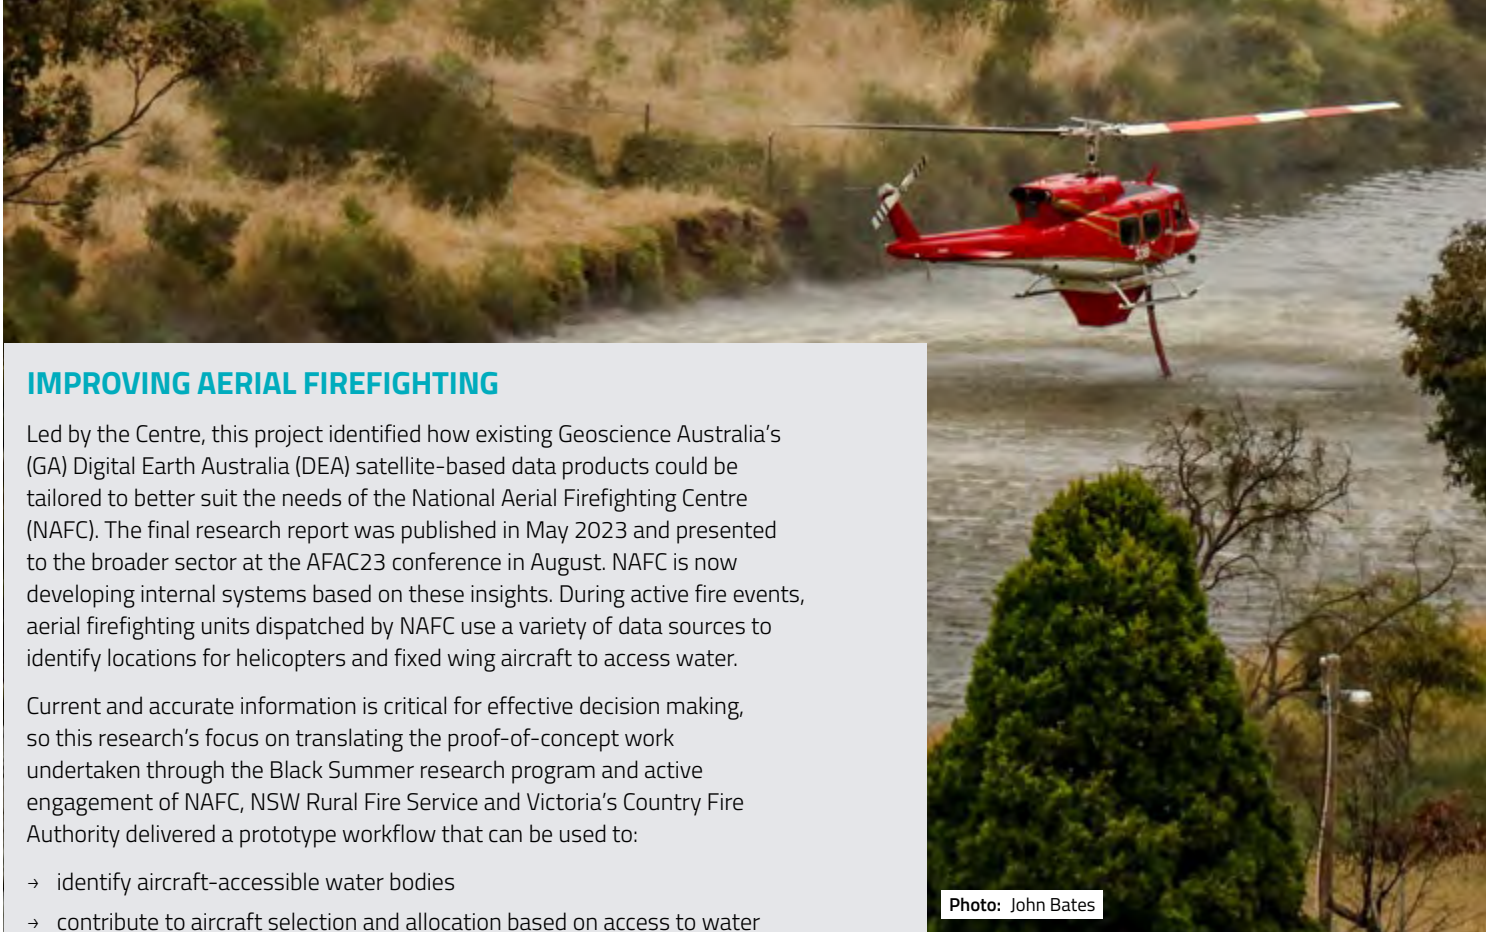 IMPROVING AERIAL FIREFIGHTING
Led by the Centre, this project identified how existing Geoscience Australia's
(GA) Digital Earth Australia (DEA) satellite-based data products could be
tailored to better suit the needs of the National Aerial Firefighting Centre
(NAFC). The final research report was published in May 2023 and presented
to the broader sector at the AFAC23 conference in August. NAFC is now
developing internal systems based on these insights. During active fire events,
aerial firefighting units dispatched by NAFC use a variety of data sources to
identify locations for helicopters and fixed wing aircraft to access water.
Current and accurate information is critical for effective decision making,
so this research's focus on translating the proof-of-concept work
undertaken through the Black Summer research program and active
engagement of NAFC, NSW Rural Fire Service and Victoria's Country Fire
Authority delivered a prototype workflow that can be used to:
→ identify aircraft-accessible water bodies
→ contribute to aircraft selection and allocation based on access to water
Photo: John Bates